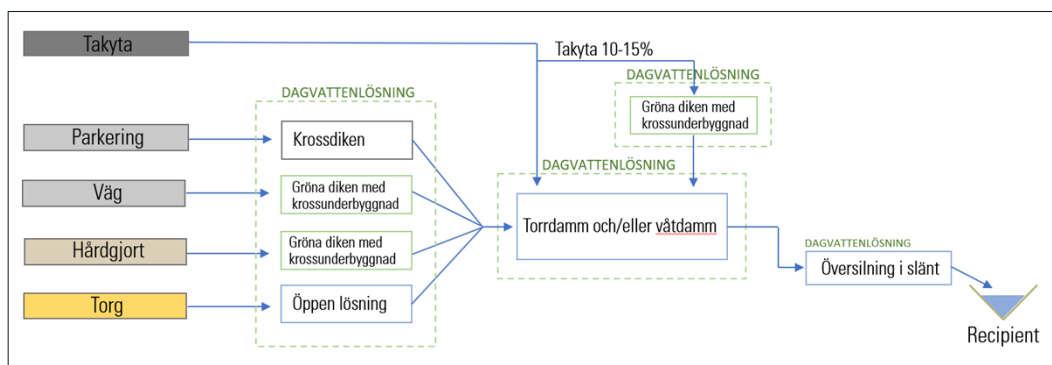 Takyta
Takyta 10-15%
DAGVATTENLÖSNING
Gröna diken med
krossunderbyggnad
DAGVATTENLÖSNING
Parkering
Krossdiken
Väg
Gröna diken med
krossunderbyggnad
Hårdgjort
Gröna diken med
krossunderbyggnad
Torg
Öppen lösning
DAGVATTENLÖSNING
Torrdamm och/eller våtdamm
DAGVATTENLÖSNING
Översilning i slänt
Recipient